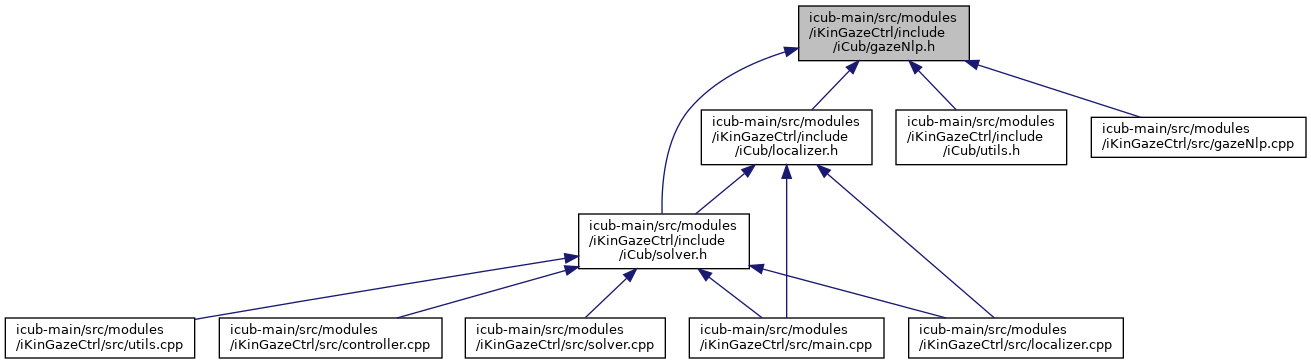 icub-main/src/modules
/iKinGazeCtrl/include
/iCub/gazeNlp.h
icub-main/src/modules
/iKinGazeCtrl/include
/iCub/localizer.h
icub-main/src/modules
/iKinGazeCtrl/include
/iCub/utils.h
icub-main/src/modules
/iKinGazeCtrl/src/gazeNlp.cpp
icub-main/src/modules
/iKinGazeCtrl/include
/iCub/solver.h
icub-main/src/modules
/iKinGazeCtrl/src/utils.cpp
icub-main/src/modules
/iKinGazeCtrl/src/controller.cpp
icub-main/src/modules
/iKinGazeCtrl/src/solver.cpp
icub-main/src/modules
/iKinGazeCtrl/src/main.cpp
icub-main/src/modules
/iKinGazeCtrl/src/localizer.cpp